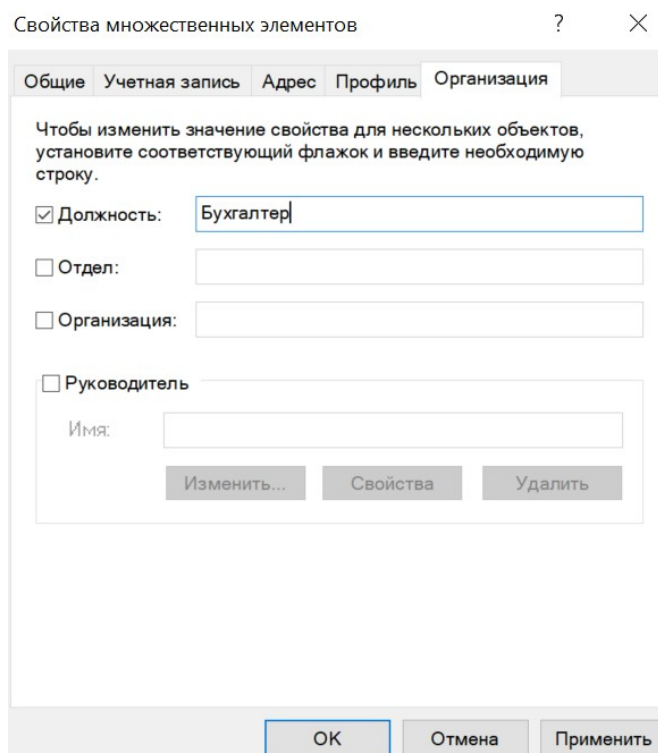 Свойства множественных элементов ?
Общие Учетная запись Адрес Профиль Организация
Чтобы изменить значение свойства для нескольких объектов,
установите соответствующий флажок и введите необходимую
строку.
Должность: Бухгалтер
Отдел:
Организация:
Руководитель
Имя:
Изменить... Свойства Удалить
OK Отмена Применить